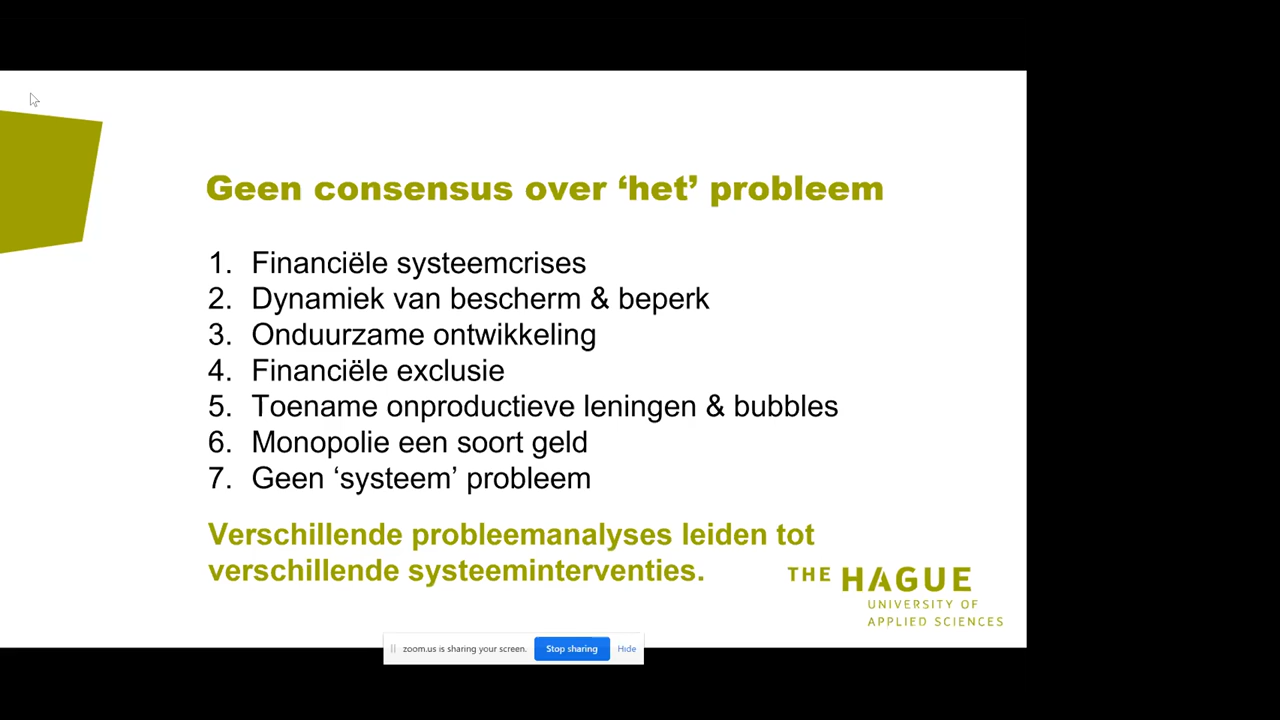 Geen consensus over ‘het’ probleem
1. Financiële systeemcrises
2. Dynamiek van bescherm & beperk
3. Onduurzame ontwikkeling
4. Financiële exclusie
5. Toename onproductieve leningen & bubbles
6. Monopolie een soort geld
7. Geen ‘systeem’ probleem
Verschillende probleemanalyses leiden tot
verschillende systeeminterventies.
THE HAGUE
UNIVERSITY OF
APPLIED SCIENCES
zoom.us is sharing your screen. Stop sharing Hide